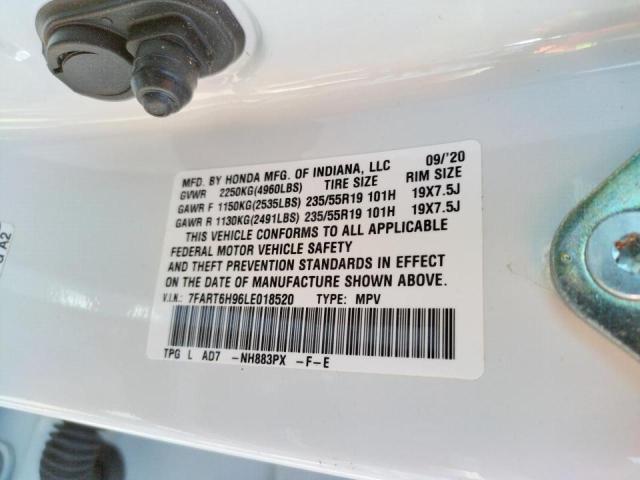 MFD. BY HONDA MFG. OF INDIANA, LLC 09/'20
GVWR 2250KG(4960LBS) TIRE SIZE RIM SIZE
GAWR F 1150KG(2535LBS) 235/55R19 101H 19X7.5J
GAWR R 1130KG(2491LBS) 235/55R19 101H 19X7.5J
THIS VEHICLE CONFORMS TO ALL APPLICABLE
FEDERAL MOTOR VEHICLE SAFETY
AND THEFT PREVENTION STANDARDS IN EFFECT
ON THE DATE OF MANUFACTURE SHOWN ABOVE.
V.I.N.: 7FART6H96LE018520 TYPE: MPV
TPG L AD7 -NH883PX -F-E
A2